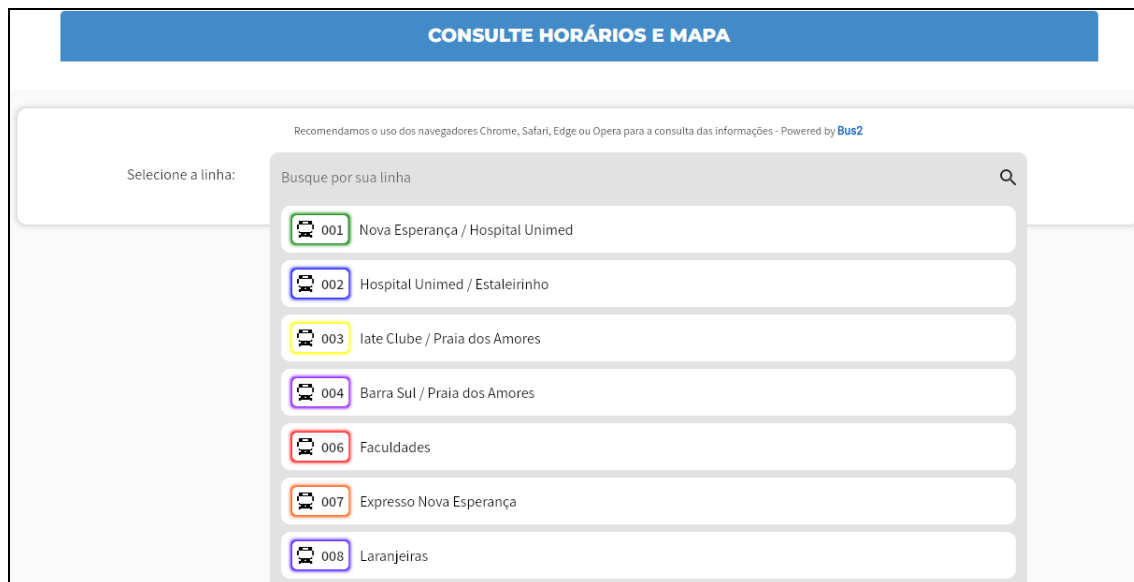 CONSULTE HORÁRIOS E MAPA
Recomendamos o uso dos navegadores Chrome, Safari, Edge ou Opera para a consulta das informações - Powered by Bus2
Selecione a linha:
Busque por sua linha
001 Nova Esperança / Hospital Unimed
002 Hospital Unimed / Estaleirinho
003 Iate Clube / Praia dos Amores
004 Barra Sul / Praia dos Amores
006 Faculdades
007 Expresso Nova Esperança
008 Laranjeiras